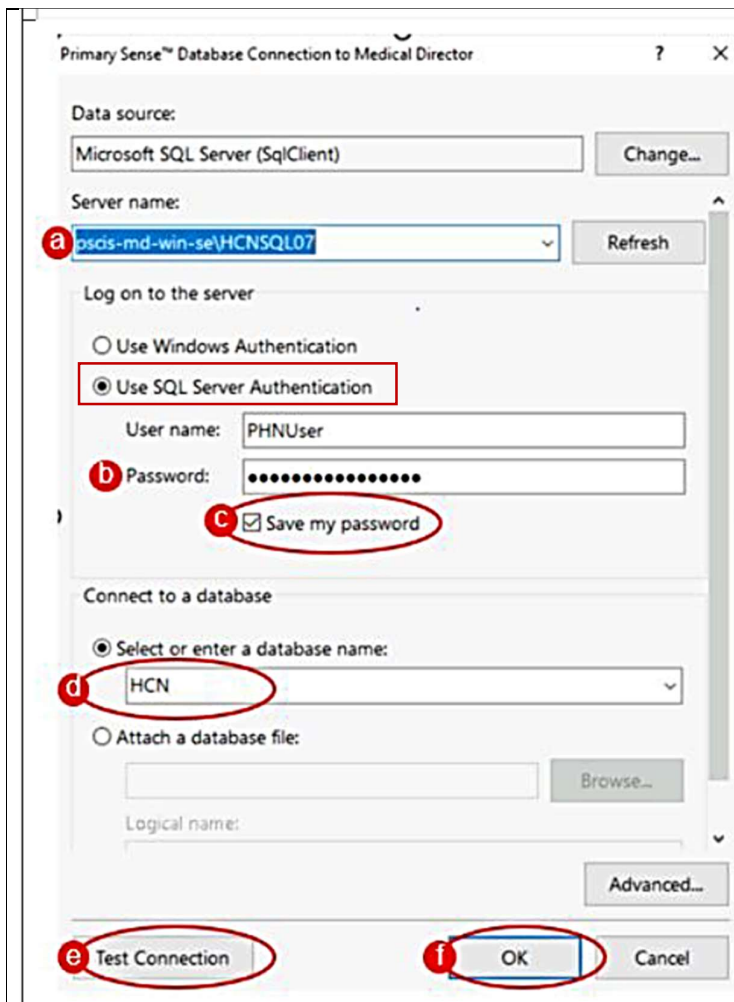 Primary Sense™ Database Connection to Medical Director ? ×
Data source:
Microsoft SQL Server (SqlClient) Change...
Server name:
a pscis-md-win-se\HCNSQL07 Refresh
Log on to the server
Use Windows Authentication
Use SQL Server Authentication
User name: PHNUser
b Password: ●●●●●●●●●●●●●●●●
c Save my password
Connect to a database
Select or enter a database name:
d HCN
Attach a database file:
Browse...
Logical name:
Advanced...
e Test Connection f OK Cancel